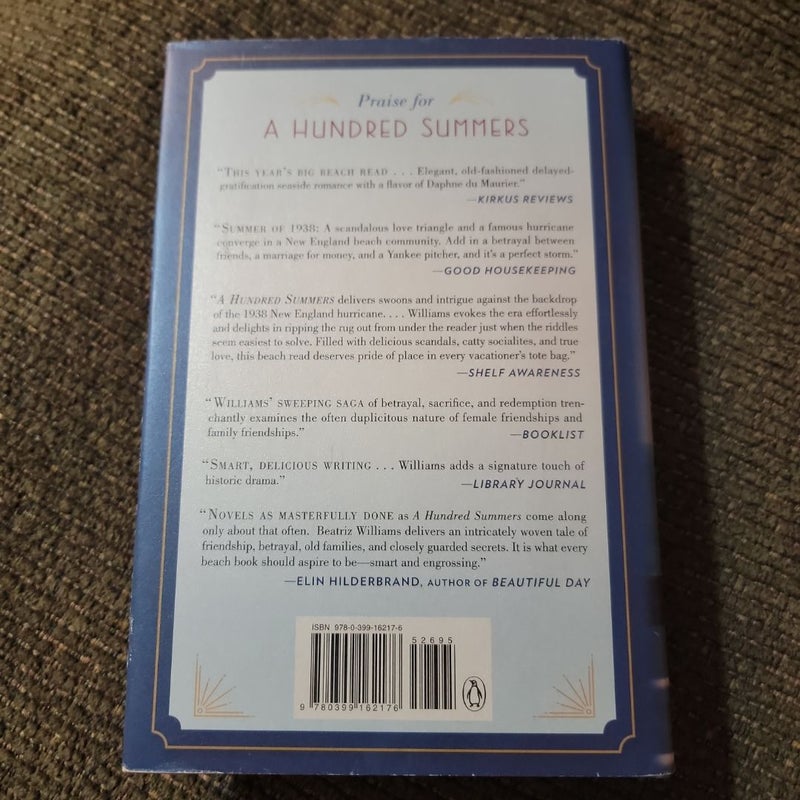 Praise for
A HUNDRED SUMMERS
“THIS YEAR’S BIG BEACH READ . . . Elegant, old-fashioned delayed-
gratification seaside romance with a flavor of Daphne du Maurier.”
—KIRKUS REVIEWS
“SUMMER OF 1938: A scandalous love triangle and a famous hurricane
converge in a New England beach community. Add in a betrayal between
friends, a marriage for money, and a Yankee pitcher, and it’s a perfect storm.”
—GOOD HOUSEKEEPING
“A HUNDRED SUMMERS delivers swoons and intrigue against the backdrop
of the 1938 New England hurricane. . . . Williams evokes the era effortlessly
and delights in ripping the rug out from under the reader just when the riddles
seem easiest to solve. Filled with delicious scandals, catty socialites, and true
love, this beach read deserves pride of place in every vacationer’s tote bag.”
—SHELF AWARENESS
“WILLIAMS’ SWEEPING SAGA of betrayal, sacrifice, and redemption tren-
chantly examines the often duplicitous nature of female friendships and
family friendships.”
—BOOKLIST
“SMART, DELICIOUS WRITING . . . Williams adds a signature touch of
historic drama.”
—LIBRARY JOURNAL
“NOVELS AS MASTERFULLY DONE as A Hundred Summers come along
only about that often. Beatriz Williams delivers an intricately woven tale of
friendship, betrayal, old families, and closely guarded secrets. It is what every
beach book should aspire to be—smart and engrossing.”
—ELIN HILDERBRAND, AUTHOR OF BEAUTIFUL DAY
ISBN 978-0-399-16217-6
52695
9 780399 162176